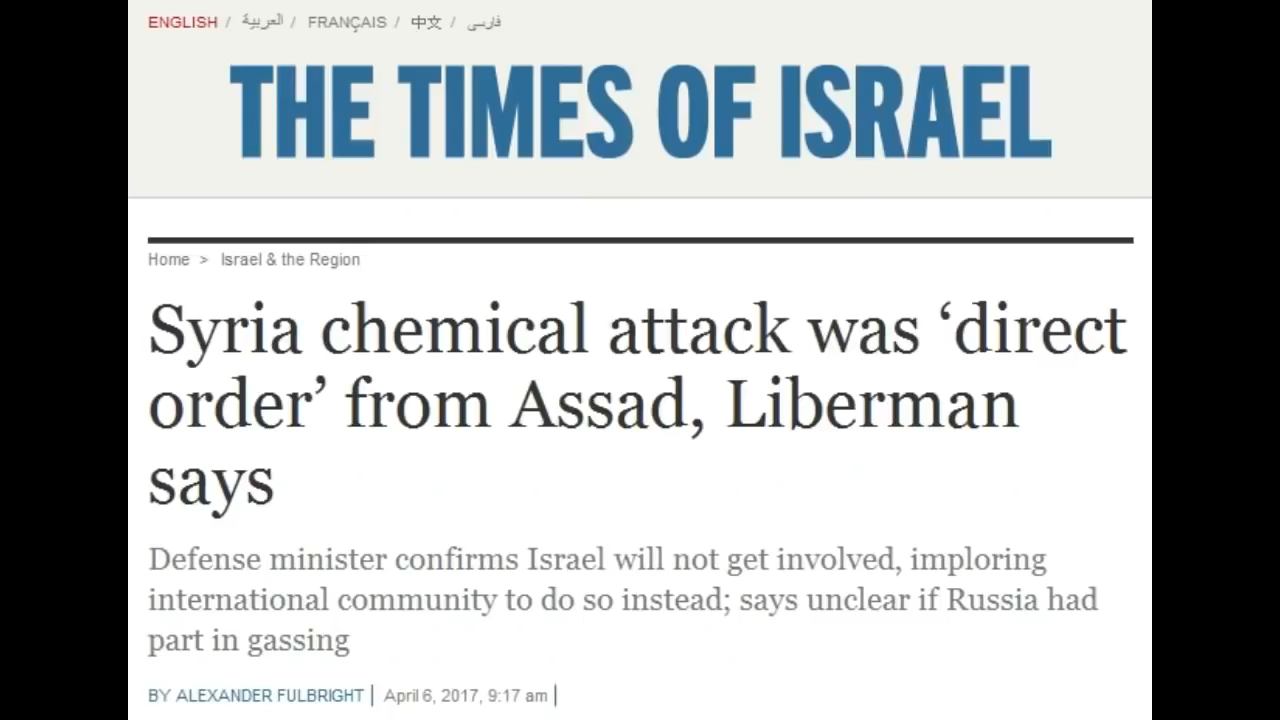 ENGLISH / العربية / FRANÇAIS / 中文 / فارسی
THE TIMES OF ISRAEL
Home > Israel & the Region
Syria chemical attack was ‘direct
order’ from Assad, Liberman
says
Defense minister confirms Israel will not get involved, imploring
international community to do so instead; says unclear if Russia had
part in gassing
BY ALEXANDER FULBRIGHT | April 6, 2017, 9:17 am |